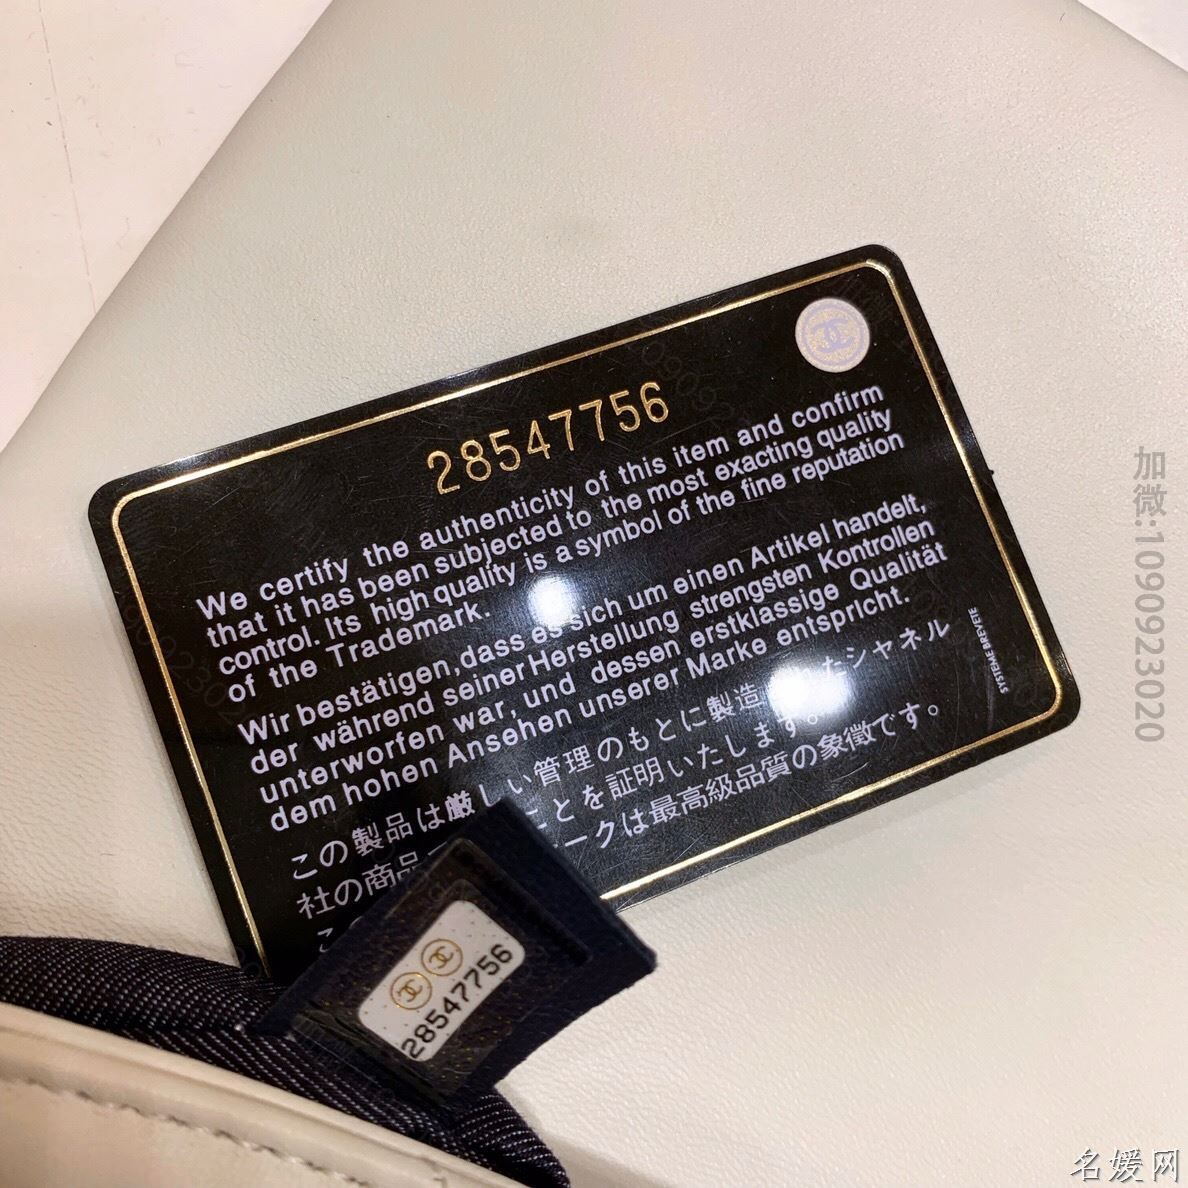 28547756
We certify the authenticity of this item and confirm
that it has been subjected to the most exacting quality
control. Its high quality is a symbol of the fine reputation
of the Trademark.
Wir bestätigen, dass es sich um einen Artikel handelt,
der während seiner Herstellung strengsten Kontrollen
unterworfen war, und dessen erstklassige Qualität
dem hohen Ansehen unserer Marke entspricht.
この製品は厳しい管理のもとに製造 たシャネル
社の商品 ことを証明いたします。
こ ークは最高級品質の象徴です。
SYSTEME BREVETE
28547756
加微:1090923020
名媛网